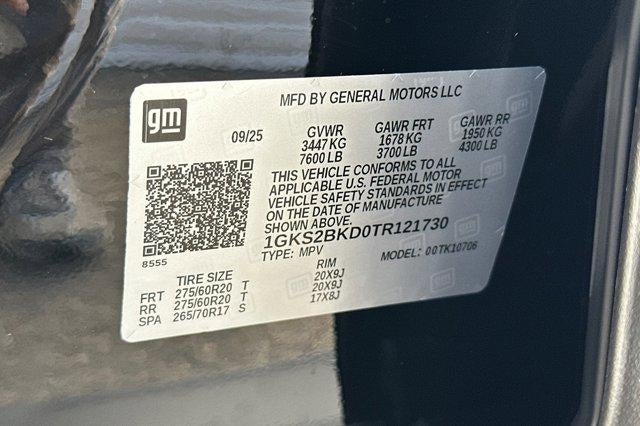 MFD BY GENERAL MOTORS LLC
gm
09/25 GVWR GAWR FRT GAWR RR
3447 KG 1678 KG 1950 KG
7600 LB 3700 LB 4300 LB
THIS VEHICLE CONFORMS TO ALL
APPLICABLE U.S. FEDERAL MOTOR
VEHICLE SAFETY STANDARDS IN EFFECT
ON THE DATE OF MANUFACTURE
SHOWN ABOVE.
1GKS2BKD0TR121730
TYPE: MPV MODEL: 00TK10706
8555
TIRE SIZE RIM
FRT 275/60R20 T 20X9J
RR 275/60R20 T 20X9J
SPA 265/70R17 S 17X8J